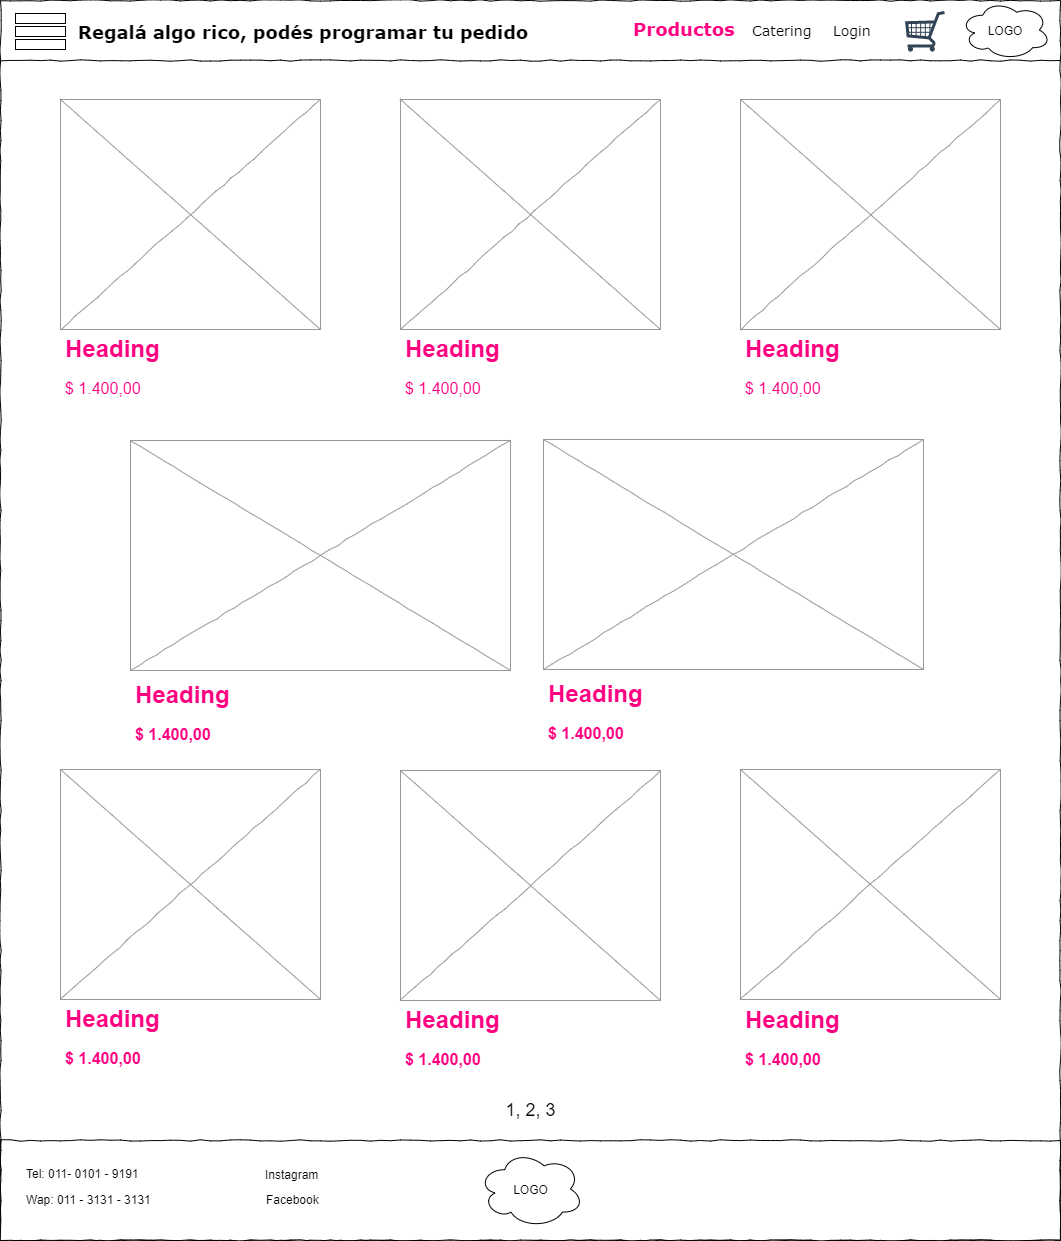 Regalá algo rico, podés programar tu pedido
Productos
Catering
Login
LOGO
Heading
$ 1.400,00
Heading
$ 1.400,00
Heading
$ 1.400,00
Heading
$ 1.400,00
Heading
$ 1.400,00
Heading
$ 1.400,00
Heading
$ 1.400,00
Heading
$ 1.400,00
1, 2, 3
Tel: 011- 0101 - 9191
Wap: 011 - 3131 - 3131
Instagram
Facebook
LOGO